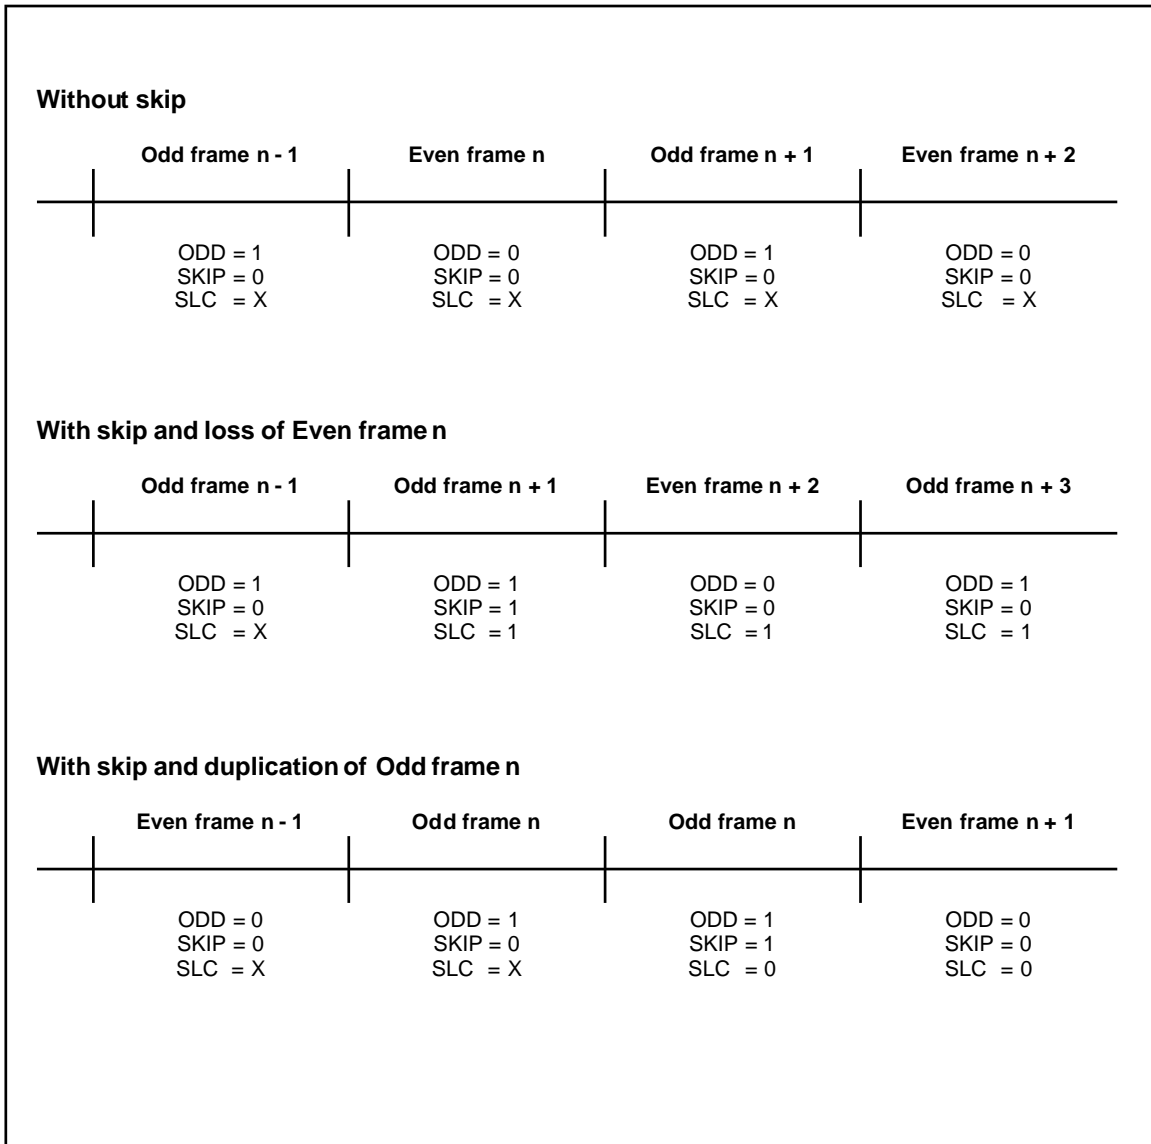 Without skip
Odd frame n - 1 Even frame n Odd frame n + 1 Even frame n + 2
ODD = 1 ODD = 0 ODD = 1 ODD = 0
SKIP = 0 SKIP = 0 SKIP = 0 SKIP = 0
SLC = X SLC = X SLC = X SLC = X
With skip and loss of Even frame n
Odd frame n - 1 Odd frame n + 1 Even frame n + 2 Odd frame n + 3
ODD = 1 ODD = 1 ODD = 0 ODD = 1
SKIP = 0 SKIP = 1 SKIP = 0 SKIP = 0
SLC = X SLC = 1 SLC = 1 SLC = 1
With skip and duplication of Odd frame n
Even frame n - 1 Odd frame n Odd frame n Even frame n + 1
ODD = 0 ODD = 1 ODD = 1 ODD = 0
SKIP = 0 SKIP = 0 SKIP = 1 SKIP = 0
SLC = X SLC = X SLC = 0 SLC = 0